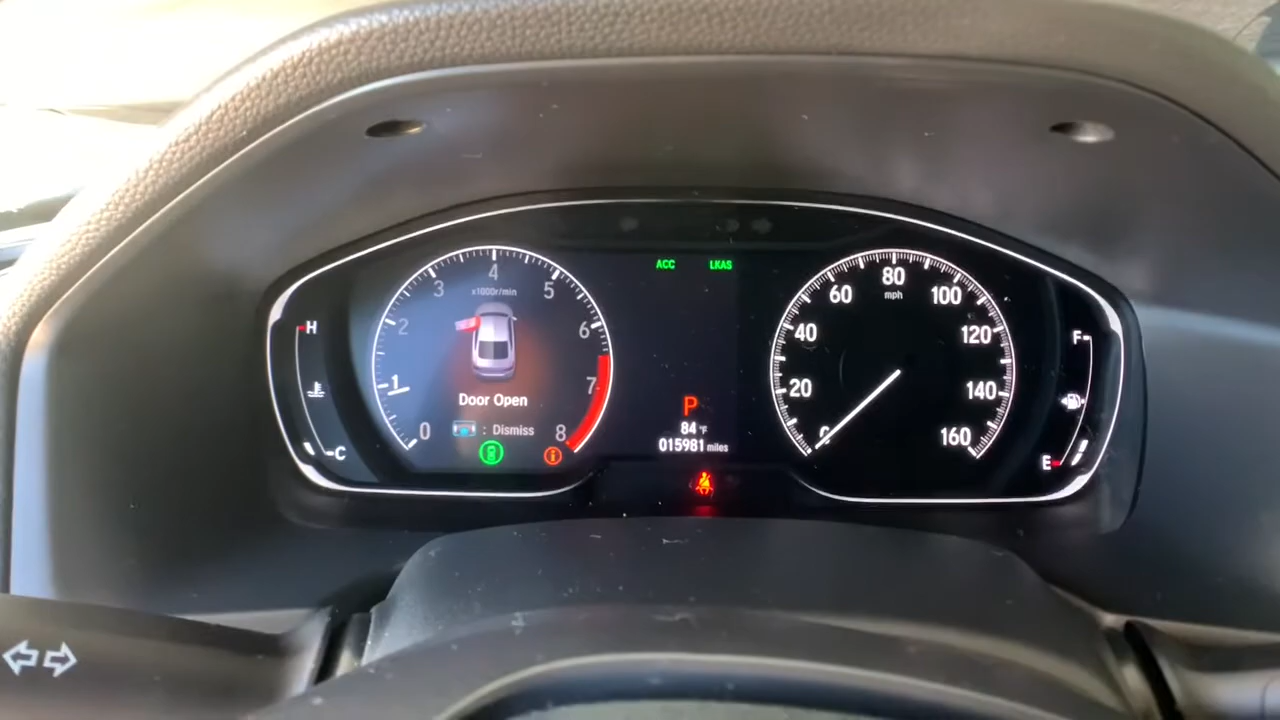 ACC LKAS
H
C
0
1
2
3
4
5
6
7
8
x1000r/min
Door Open
: Dismiss
P
84°F
015981 miles
0
20
40
60
80
100
120
140
160
mph
F
E